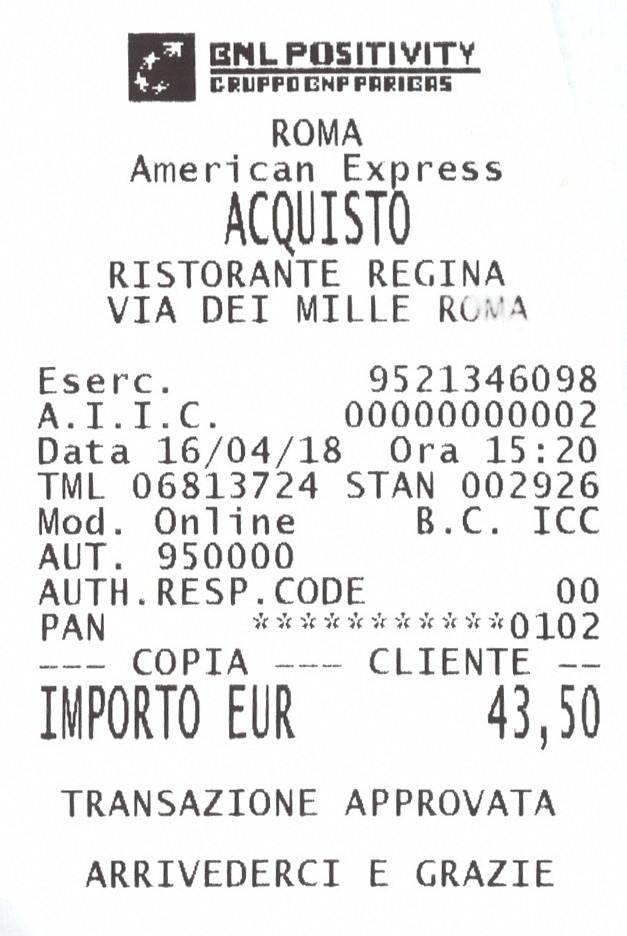 BNL POSITIVITY
GRUPPO BNP PARIBAS
ROMA
American Express
ACQUISTO
RISTORANTE REGINA
VIA DEI MILLE ROMA
Eserc. 9521346098
A.I.I.C. 00000000002
Data 16/04/18 Ora 15:20
TML 06813724 STAN 002926
Mod. Online B.C. ICC
AUT. 950000
AUTH.RESP.CODE 00
PAN ***********0102
--- COPIA --- CLIENTE --
IMPORTO EUR 43,50
TRANSAZIONE APPROVATA
ARRIVEDERCI E GRAZIE